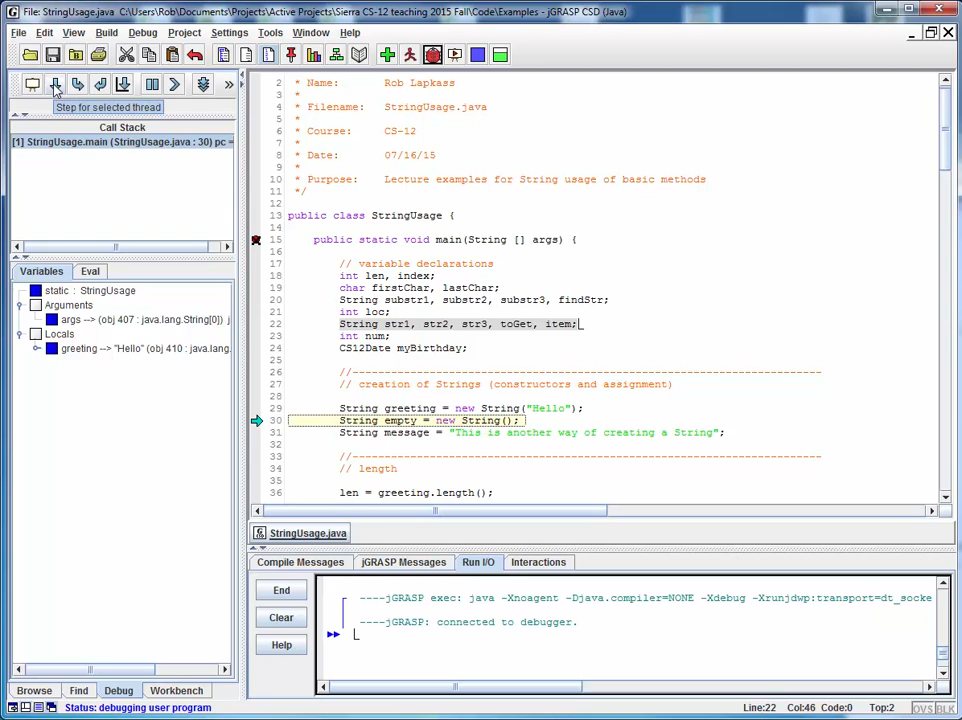 File: StringUsage.java  C:\Users\Rob\Documents\Projects\Active Projects\Sierra CS-12 teaching 2015 Fall\Code\Examples - jGRASP CSD (Java)
File Edit View Build Debug Project Settings Tools Window Help
Step for selected thread
Call Stack
[1] StringUsage.main (StringUsage.java : 30) pc =
Variables Eval
static : StringUsage
Arguments
args --> (obj 407 : java.lang.String[0]) j
Locals
greeting --> "Hello" (obj 410 : java.lang.
2 * Name: Rob Lapkass
3 *
4 * Filename: StringUsage.java
5 *
6 * Course: CS-12
7 *
8 * Date: 07/16/15
9 *
10 * Purpose: Lecture examples for String usage of basic methods
11 */
12
13 public class StringUsage {
14
15 public static void main(String [] args) {
16
17 // variable declarations
18 int len, index;
19 char firstChar, lastChar;
20 String substr1, substr2, substr3, findStr;
21 int loc;
22 String str1, str2, str3, toGet, item;
23 int num;
24 CS12Date myBirthday;
25
26 //-------------------------------------------------------------------------
27 // creation of Strings (constructors and assignment)
28
29 String greeting = new String("Hello");
30 String empty = new String();
31 String message = "This is another way of creating a String";
32
33 //-------------------------------------------------------------------------
34 // length
35
36 len = greeting.length();
StringUsage.java
Compile Messages jGRASP Messages Run I/O Interactions
End
Clear
Help
----jGRASP exec: java -Xnoagent -Djava.compiler=NONE -Xdebug -Xrunjdwp:transport=dt_socke
----jGRASP: connected to debugger.
Browse Find Debug Workbench
Status: debugging user program
Line:22 Col:46 Code:0 Top:2 OVS BLK